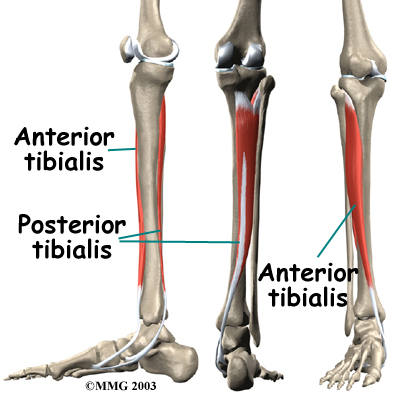 Anterior
tibialis
Posterior
tibialis
Anterior
tibialis
©MMG 2003